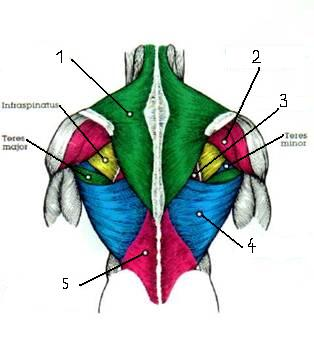 1
2
3
Infraspinatus
Teres
major
Teres
minor
4
5